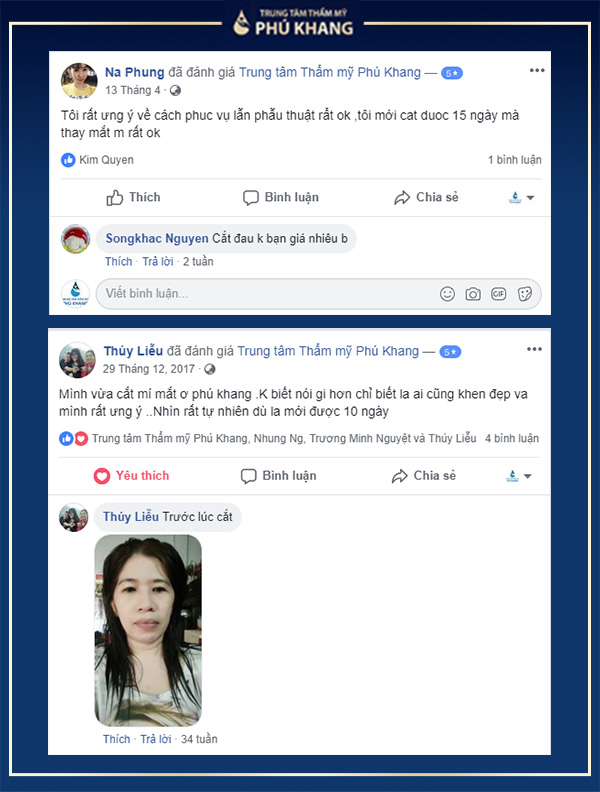 TRUNG TÂM THẨM MỸ
PHÚ KHANG
Na Phung đã đánh giá Trung tâm Thẩm mỹ Phú Khang — 5★
13 Tháng 4 ·
Tôi rất ưng ý về cách phuc vụ lẫn phẫu thuật rất ok ,tôi mới cat duoc 15 ngày mà
thay mắt m rất ok
Kim Quyen 1 bình luận
Thích Bình luận Chia sẻ
Songkhac Nguyen Cắt đau k bạn giá nhiêu b
Thích · Trả lời · 2 tuần
Viết bình luận...
GIF
Thúy Liễu đã đánh giá Trung tâm Thẩm mỹ Phú Khang — 5★
29 Tháng 12, 2017 ·
Mình vừa cắt mí mắt ơ phú khang .K biết nói gi hơn chỉ biết la ai cũng khen đẹp va
mình rất ưng ý ..Nhìn rất tự nhiên dù la mới được 10 ngày
Trung tâm Thẩm mỹ Phú Khang, Nhung Ng, Trương Minh Nguyệt và Thúy Liễu 4 bình luận
Yêu thích Bình luận Chia sẻ
Thúy Liễu Trước lúc cắt
Thích · Trả lời · 34 tuần